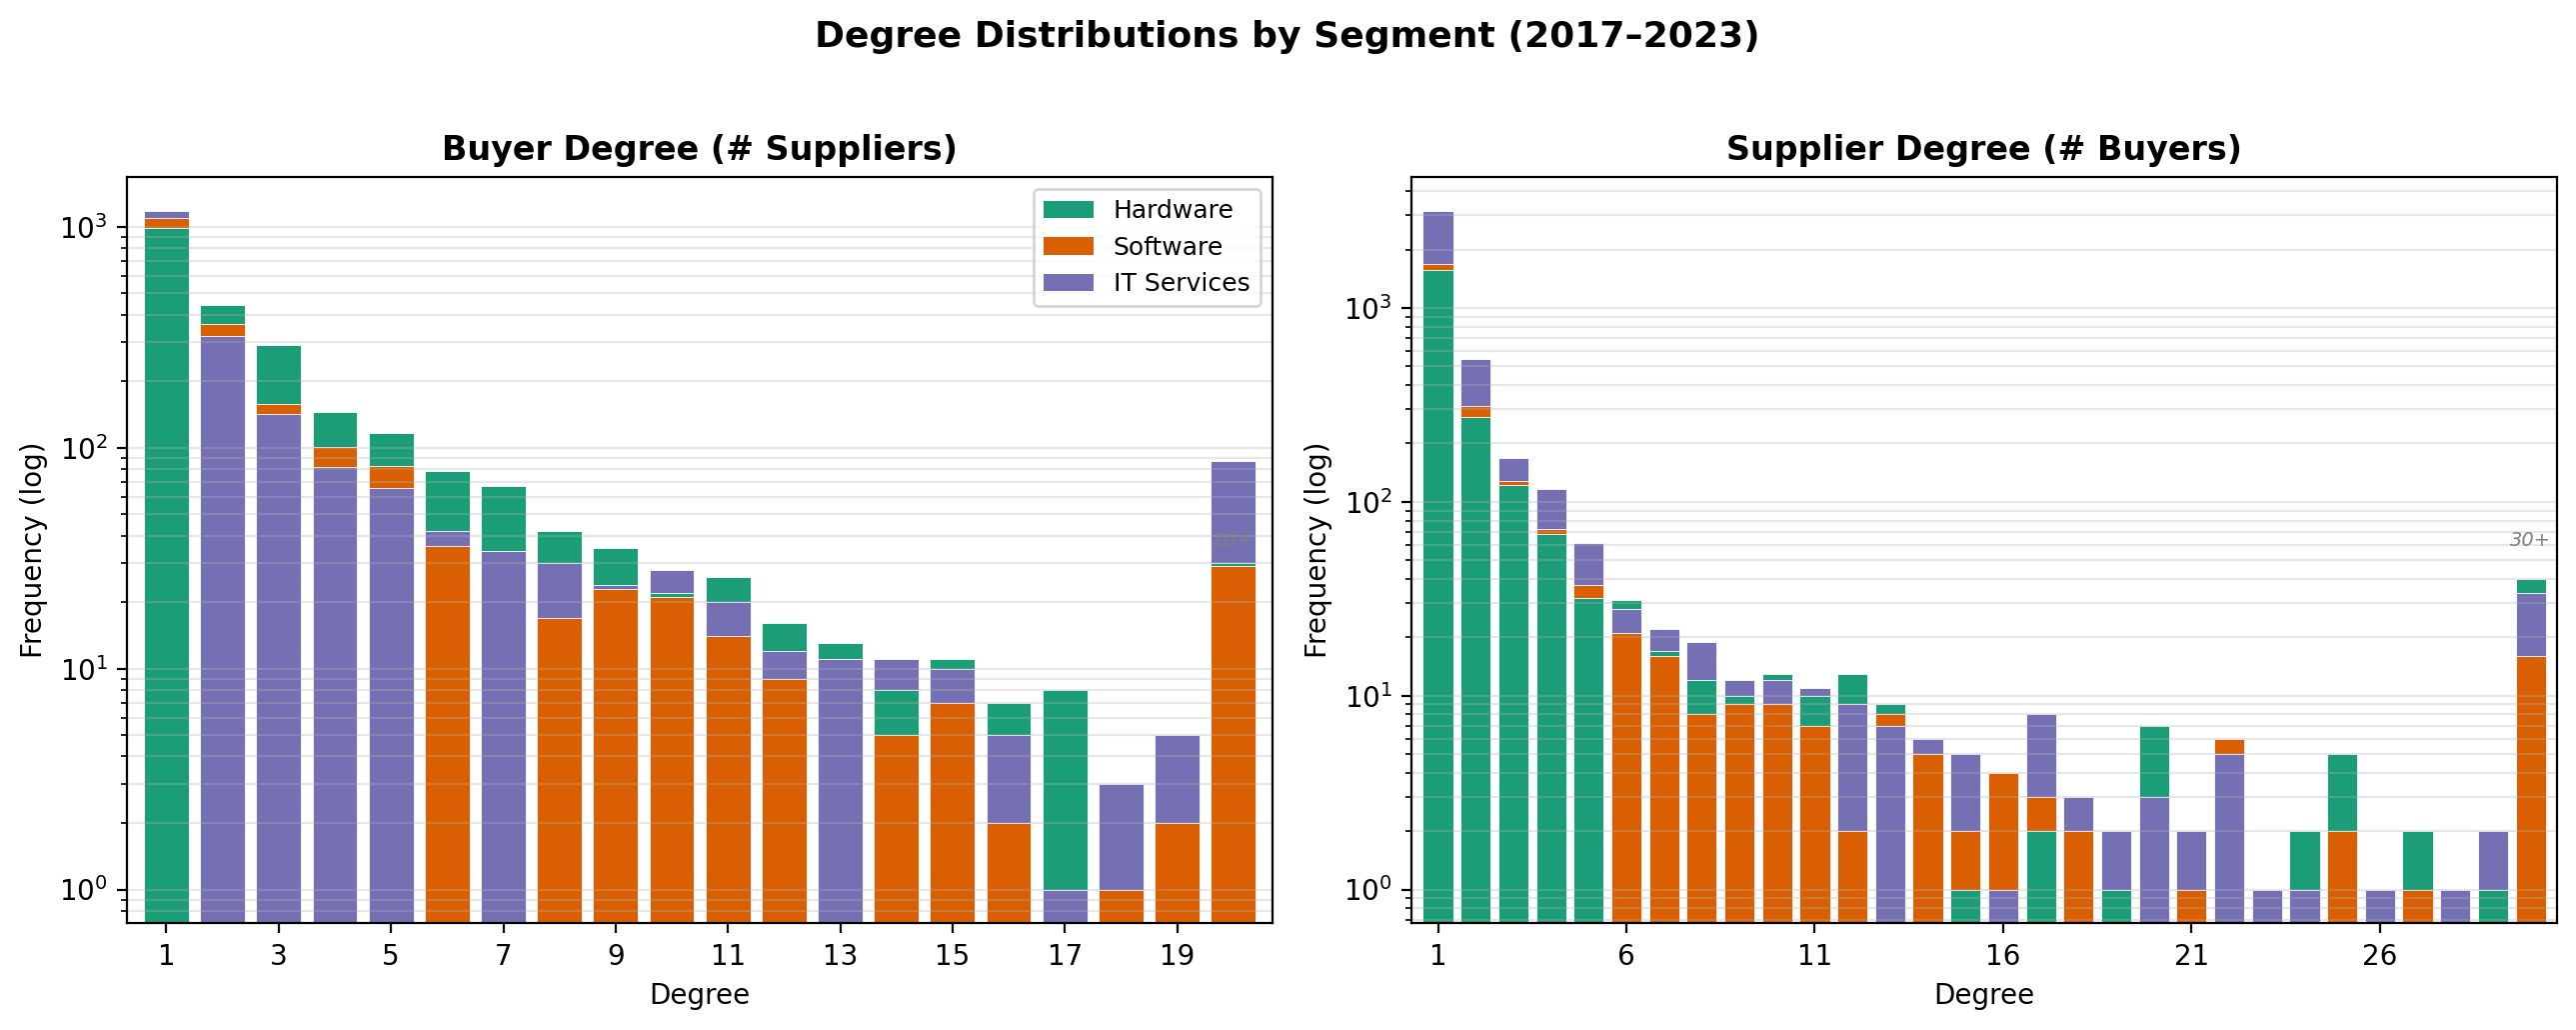 Degree Distributions by Segment (2017–2023)
Buyer Degree (# Suppliers)
Frequency (log)
10³
10²
10¹
10⁰
Hardware
Software
IT Services
20+
1 3 5 7 9 11 13 15 17 19
Degree
Supplier Degree (# Buyers)
Frequency (log)
10³
10²
10¹
10⁰
30+
1 6 11 16 21 26
Degree